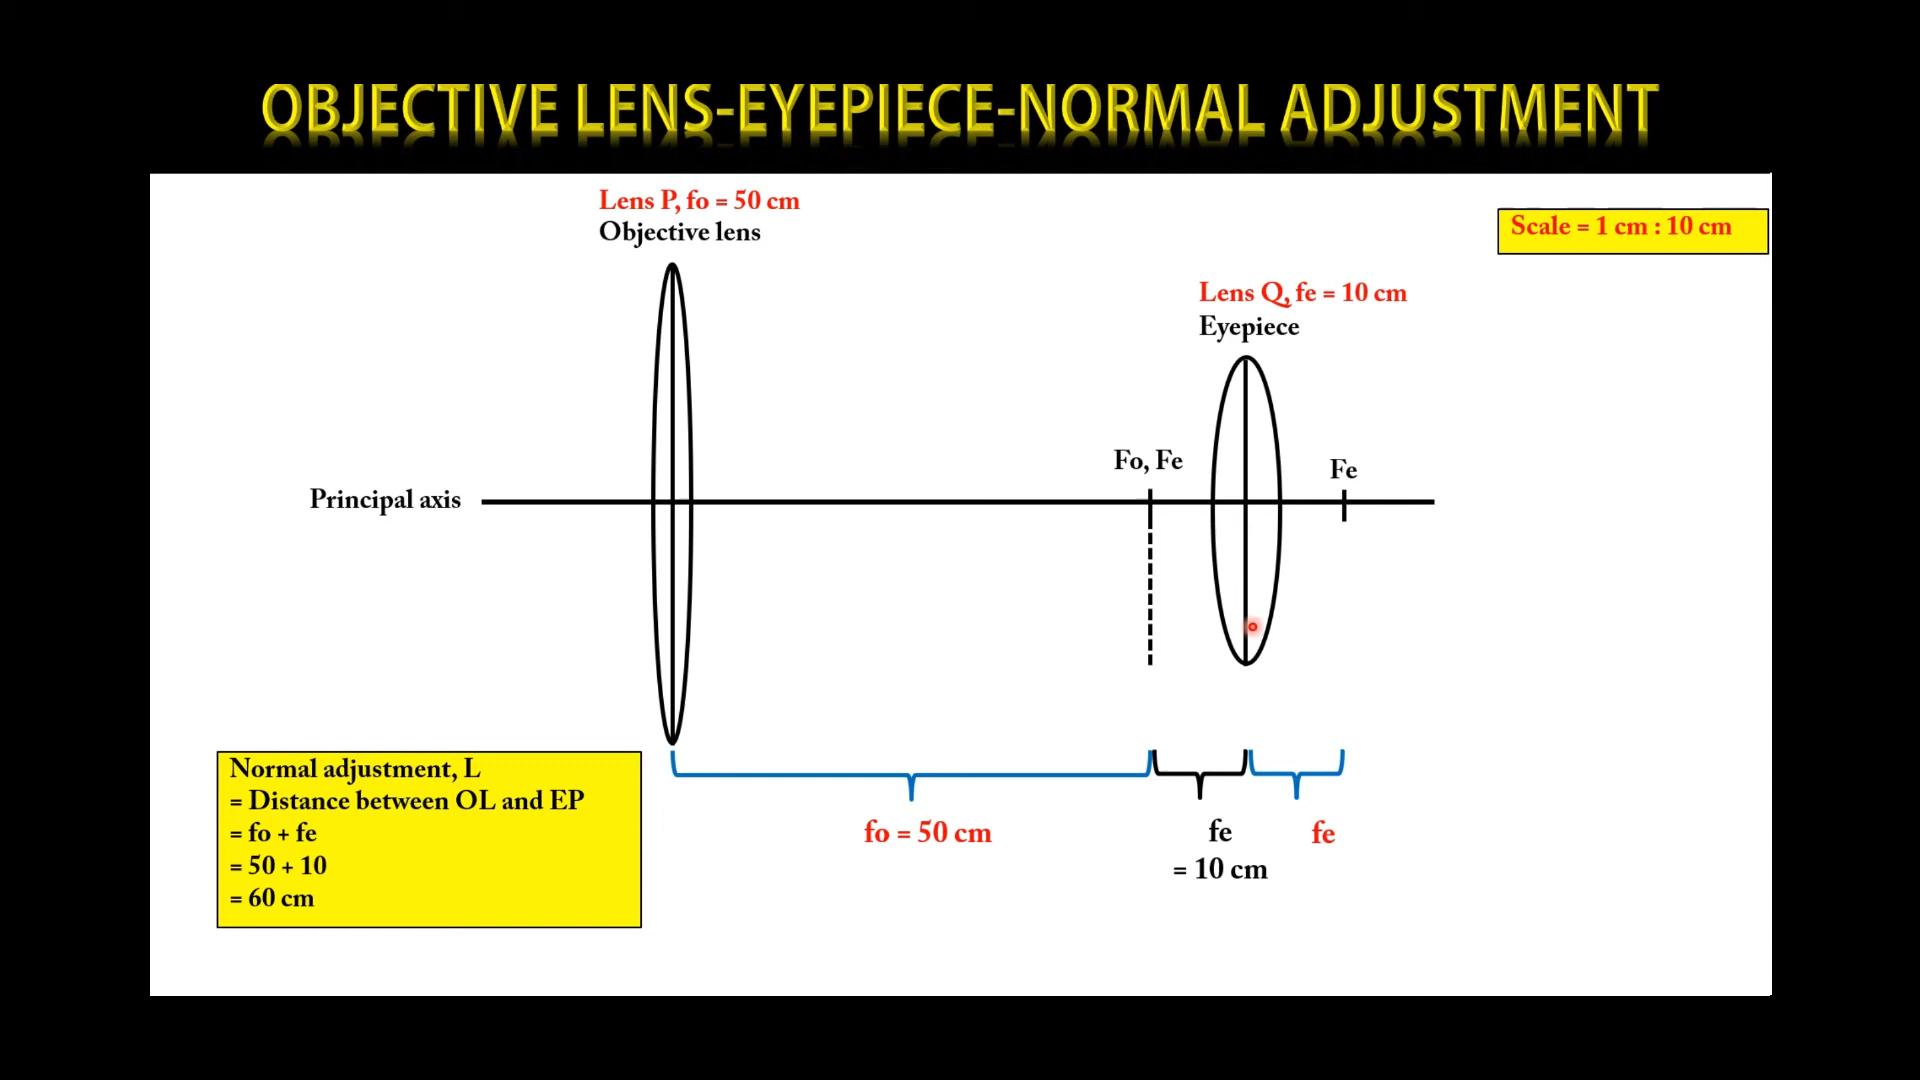 OBJECTIVE LENS-EYEPIECE-NORMAL ADJUSTMENT
Lens P, fo = 50 cm
Objective lens
Scale = 1 cm : 10 cm
Lens Q, fe = 10 cm
Eyepiece
Fo, Fe
Fe
Principal axis
Normal adjustment, L
= Distance between OL and EP
= fo + fe
= 50 + 10
= 60 cm
fo = 50 cm
fe
= 10 cm
fe